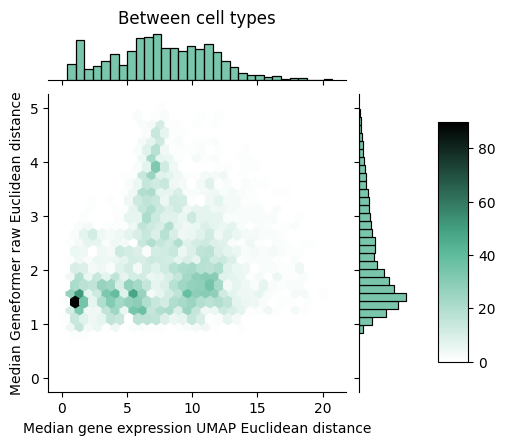 Between cell types
Median Geneformer raw Euclidean distance
5
4
3
2
1
0
0 5 10 15 20
Median gene expression UMAP Euclidean distance
80
60
40
20
0